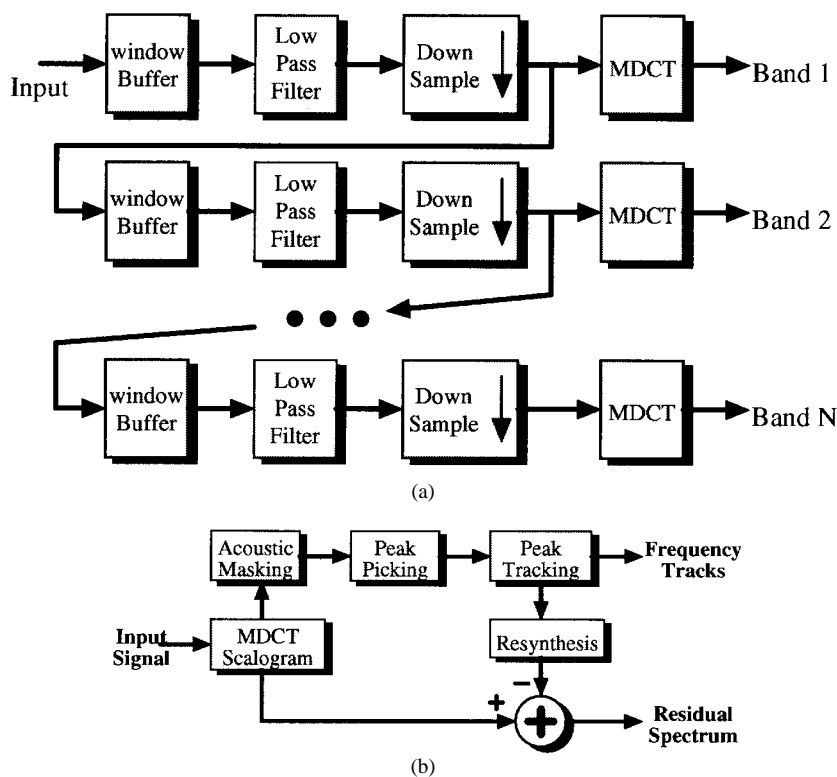 Input
window
Buffer
Low
Pass
Filter
Down
Sample
MDCT
Band 1
window
Buffer
Low
Pass
Filter
Down
Sample
MDCT
Band 2
window
Buffer
Low
Pass
Filter
Down
Sample
MDCT
Band N
(a)
Acoustic
Masking
Peak
Picking
Peak
Tracking
Frequency
Tracks
Input
Signal
MDCT
Scalogram
Resynthesis
−
+
+
Residual
Spectrum
(b)